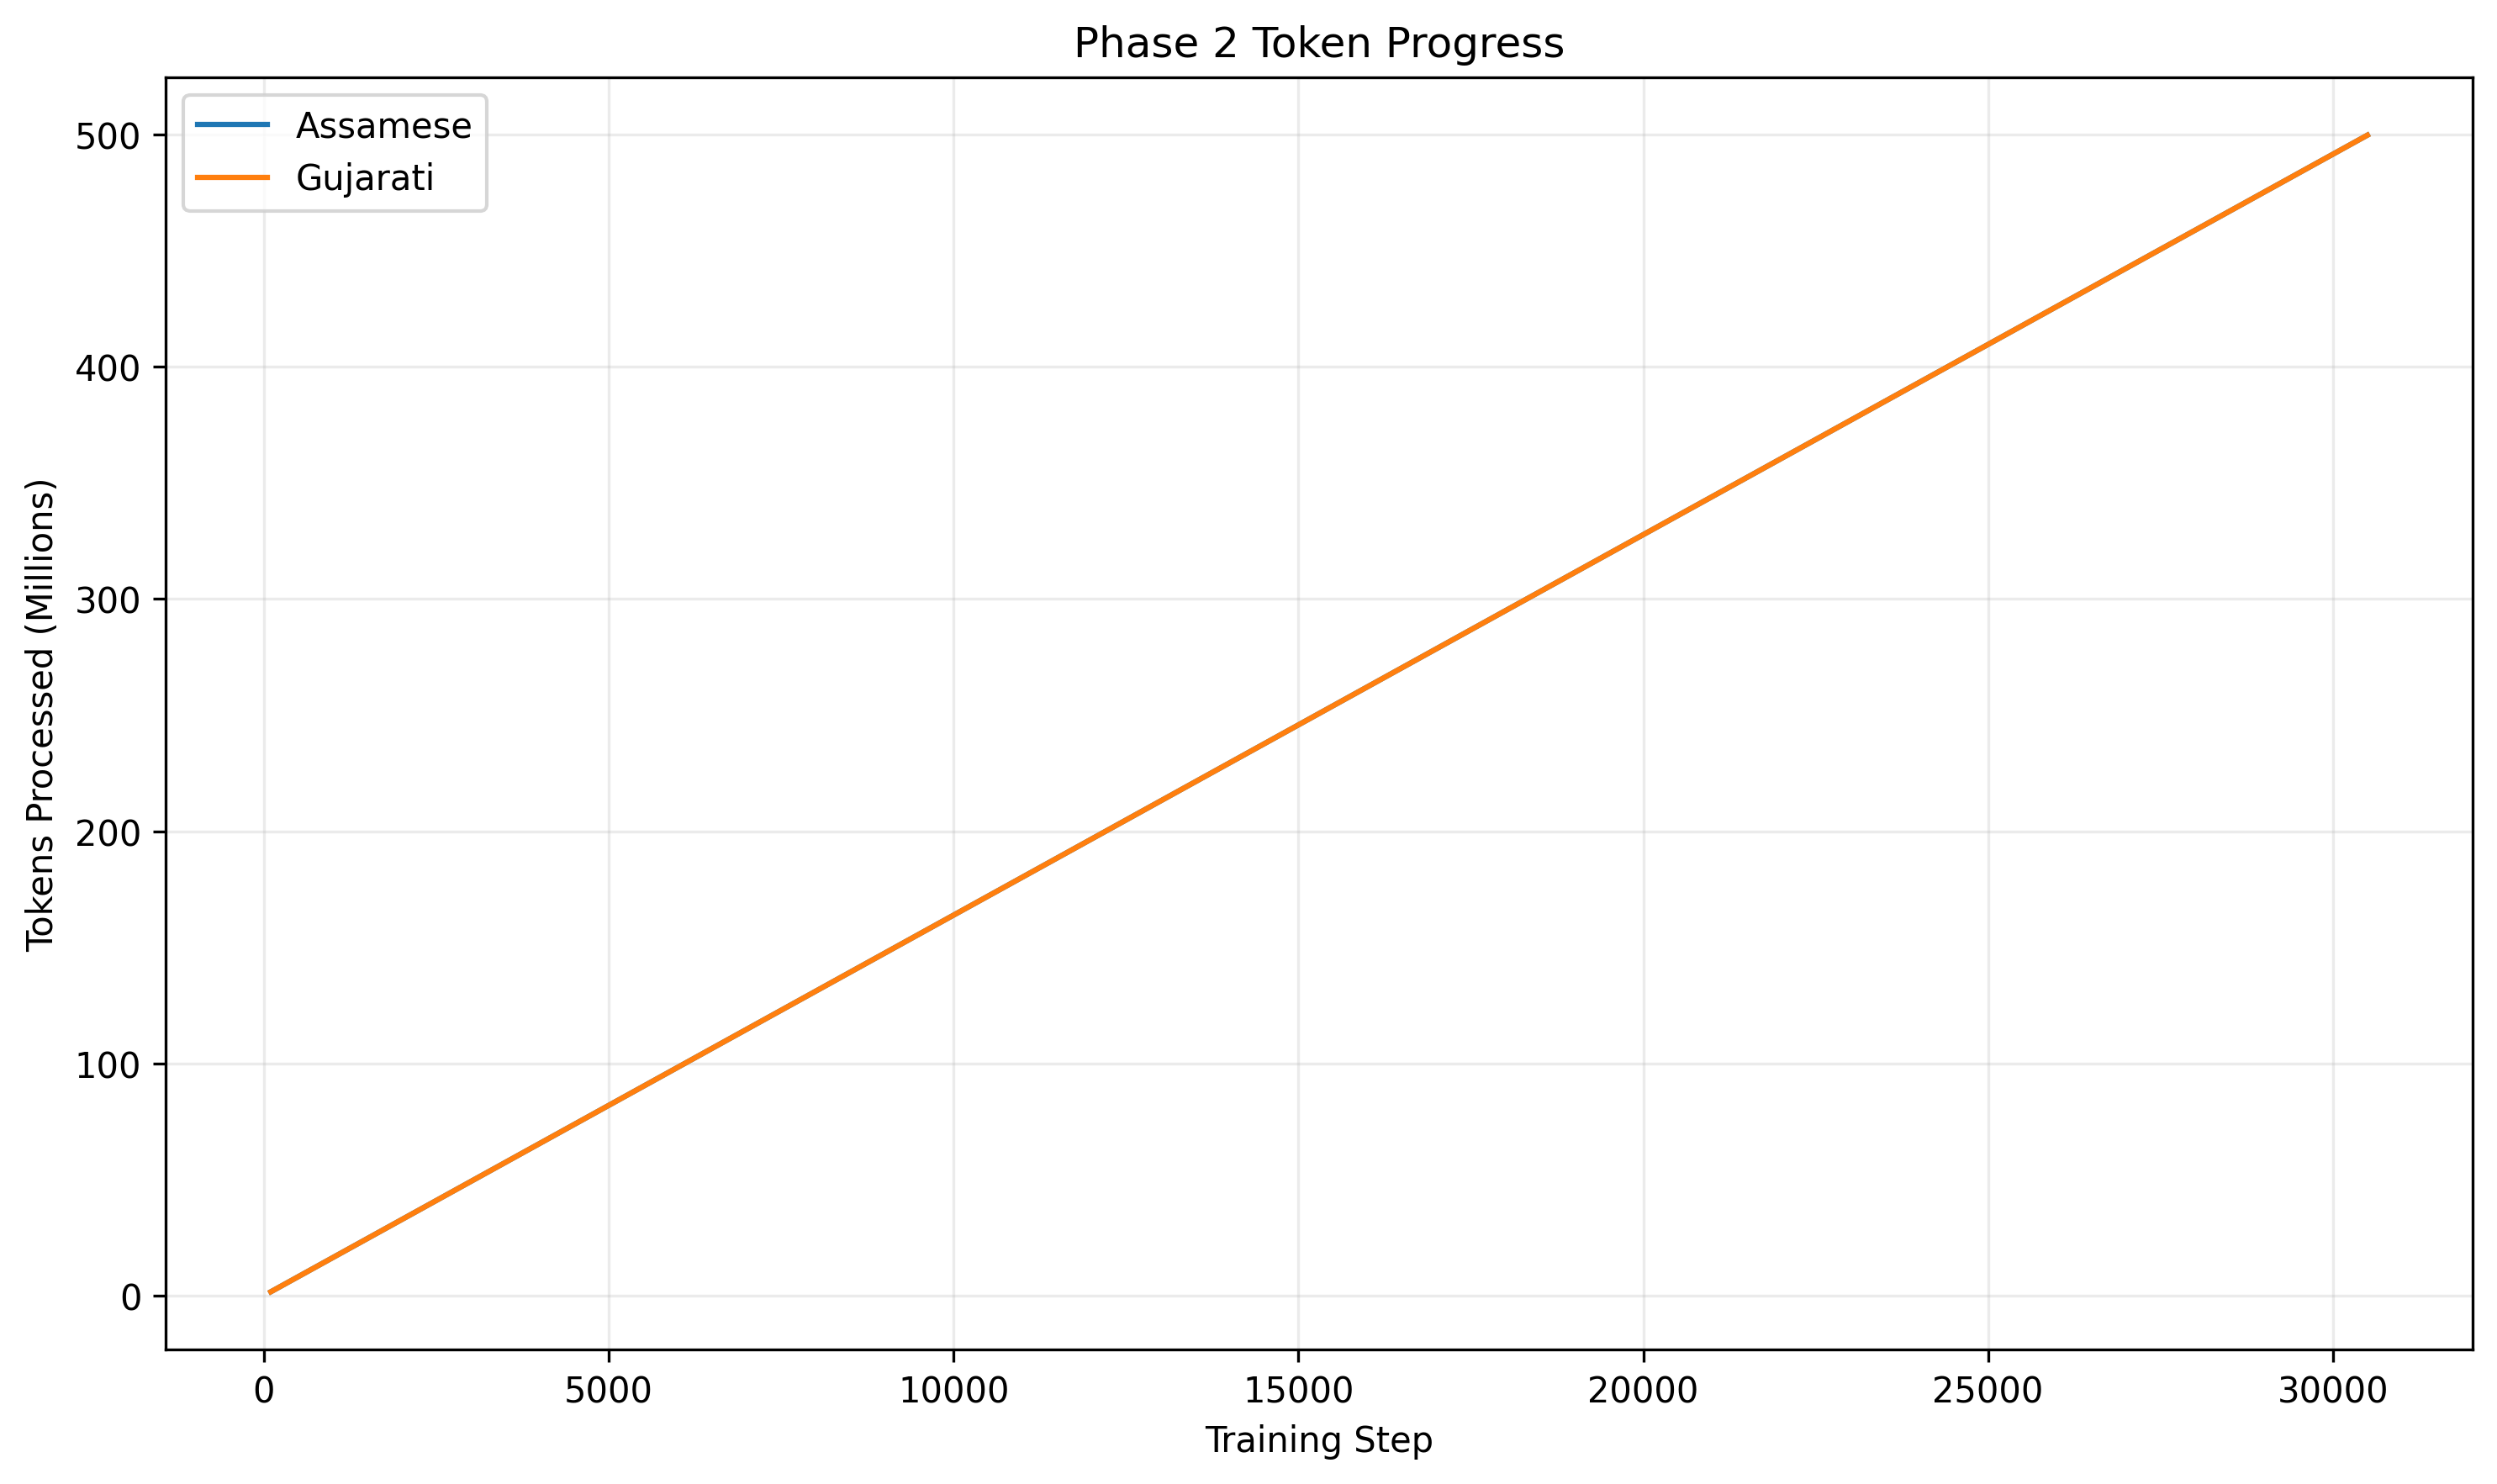 Phase 2 Token Progress
Assamese
Gujarati
500
400
300
200
100
0
Tokens Processed (Millions)
0 5000 10000 15000 20000 25000 30000
Training Step